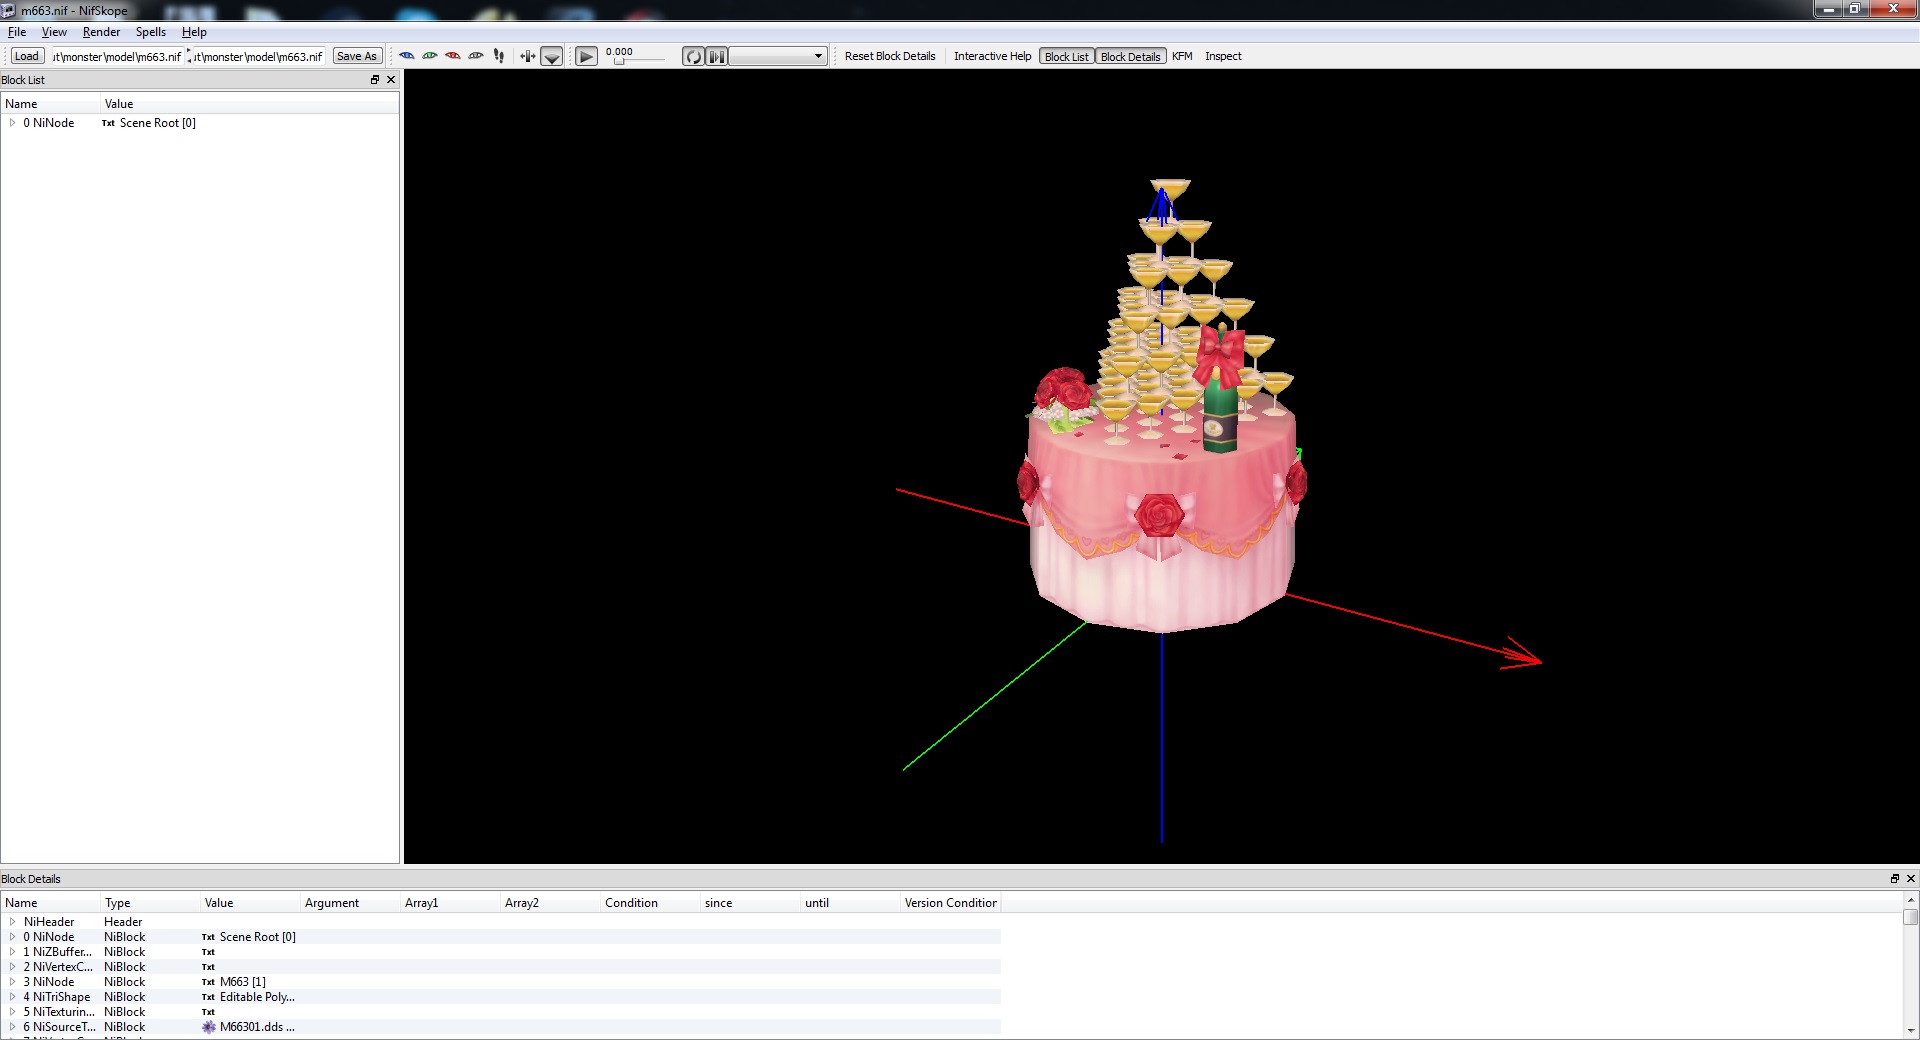 m663.nif - NifSkope
File View Render Spells Help
Load ut\monster\model\m663.nif ut\monster\model\m663.nif Save As 0.000 Reset Block Details Interactive Help Block List Block Details KFM Inspect
Block List
Name Value
0 NiNode Txt Scene Root [0]
Block Details
Name Type Value Argument Array1 Array2 Condition since until Version Condition
NiHeader Header
0 NiNode NiBlock Txt Scene Root [0]
1 NiZBuffer... NiBlock Txt
2 NiVertexC... NiBlock Txt
3 NiNode NiBlock Txt M663 [1]
4 NiTriShape NiBlock Txt Editable Poly...
5 NiTexturin... NiBlock Txt
6 NiSourceT... NiBlock M66301.dds ...